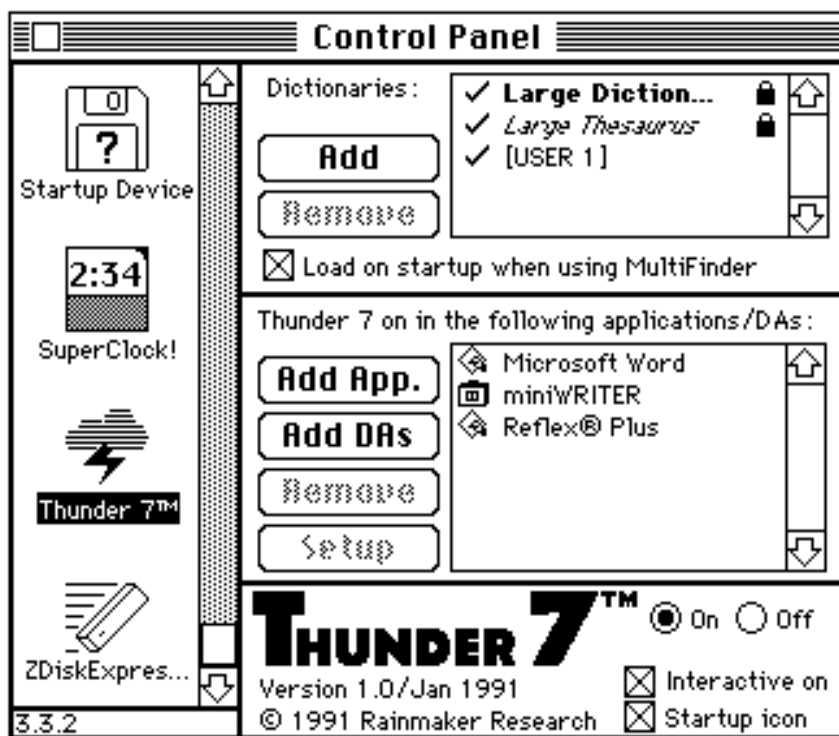 Control Panel
0
?
Startup Device
2:34
SuperClock!
Thunder 7™
ZDiskExpres...
3.3.2
Dictionaries:
Add
Remove
Large Diction...
Large Thesaurus
[USER 1]
Load on startup when using MultiFinder
Thunder 7 on in the following applications/DAs:
Add App.
Add DAs
Remove
Setup
Microsoft Word
miniWRITER
Reflex® Plus
THUNDER 7™
On Off
Version 1.0/Jan 1991
© 1991 Rainmaker Research
Interactive on
Startup icon